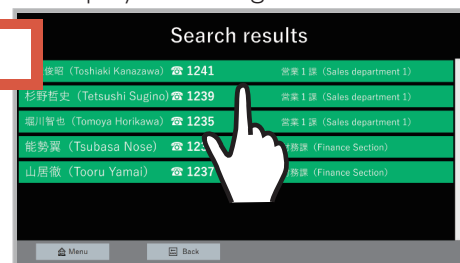 Search results
俊昭 (Toshiaki Kanazawa) ☎ 1241 営業1課 (Sales department 1)
杉野哲史 (Tetsushi Sugino) ☎ 1239 営業1課 (Sales department 1)
堀川智也 (Tomoya Horikawa) ☎ 1235 営業1課 (Sales department 1)
能勢翼 (Tsubasa Nose) ☎ 務課 (Finance Section)
山居徹 (Tooru Yamai) ☎ 1237 務課 (Finance Section)
Menu Back